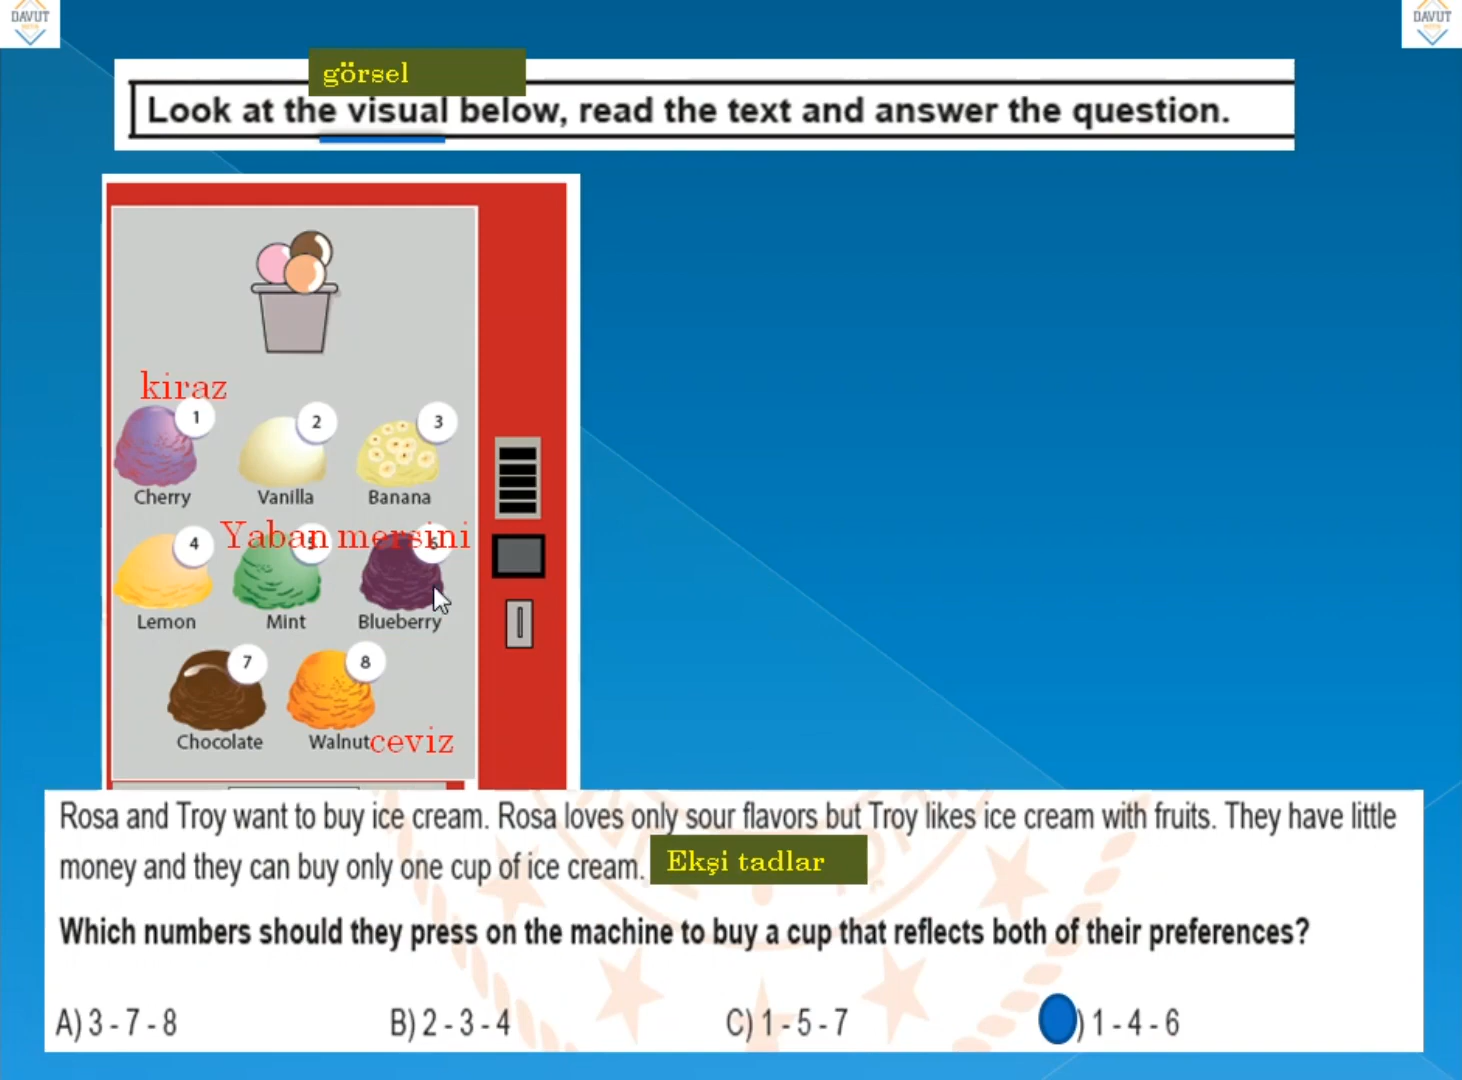 DAVUT
DAVUT
görsel
Look at the visual below, read the text and answer the question.
kiraz
1
2
3
Cherry
Vanilla
Banana
Yaban mersini
4
5
6
Lemon
Mint
Blueberry
7
8
Chocolate
Walnut
ceviz
Rosa and Troy want to buy ice cream. Rosa loves only sour flavors but Troy likes ice cream with fruits. They have little
money and they can buy only one cup of ice cream.
Ekşi tadlar
Which numbers should they press on the machine to buy a cup that reflects both of their preferences?
A) 3 - 7 - 8
B) 2 - 3 - 4
C) 1 - 5 - 7
) 1 - 4 - 6